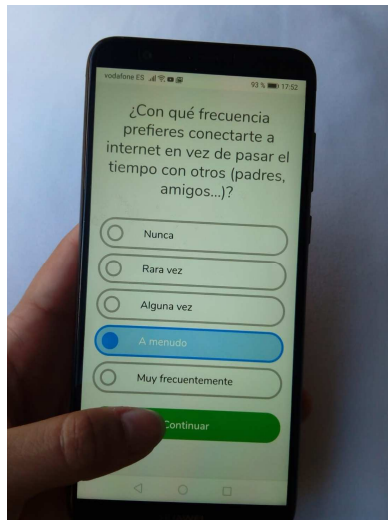 vodafone ES
93 % 17:52
¿Con qué frecuencia
prefieres conectarte a
internet en vez de pasar el
tiempo con otros (padres,
amigos...)?
Nunca
Rara vez
Alguna vez
A menudo
Muy frecuentemente
Continuar